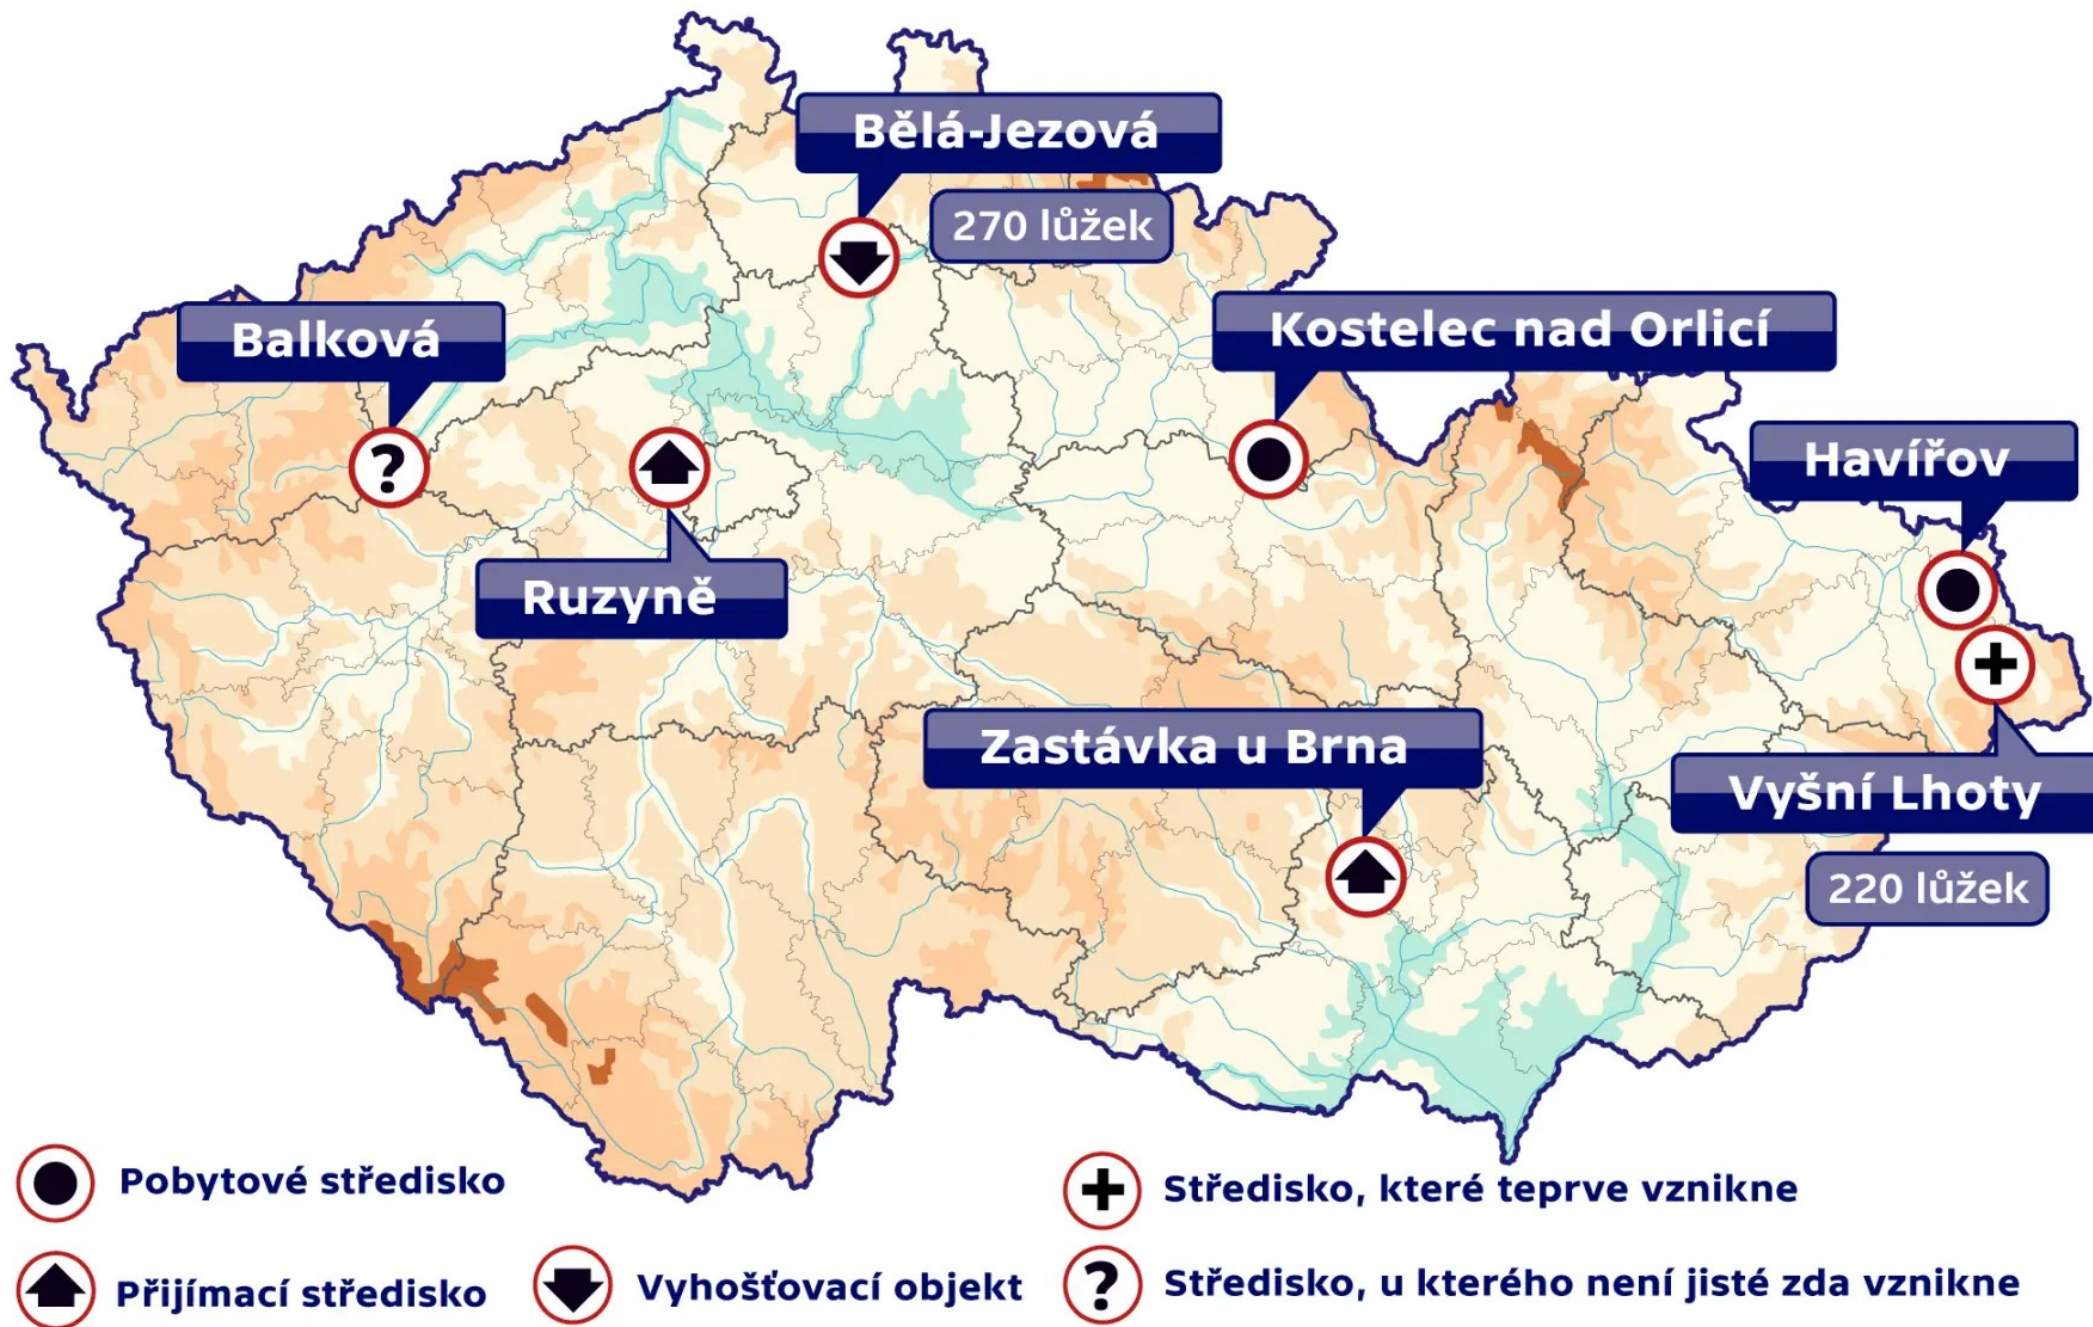 Bělá-Jezová
270 lůžek
Balková
Kostelec nad Orlicí
Havířov
Ruzyně
Zastávka u Brna
Vyšní Lhoty
220 lůžek
Pobytové středisko
Středisko, které teprve vznikne
Přijímací středisko
Vyhošťovací objekt
Středisko, u kterého není jisté zda vznikne